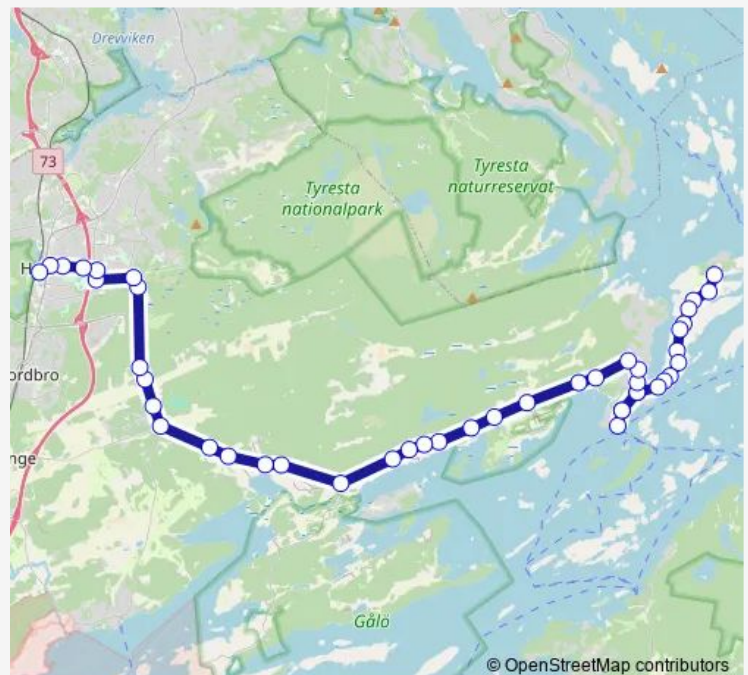 Drevviken
73
Tyresta
nationalpark
Tyresta
naturreservat
H
ordbro
nge
Gålö
© OpenStreetMap contributors